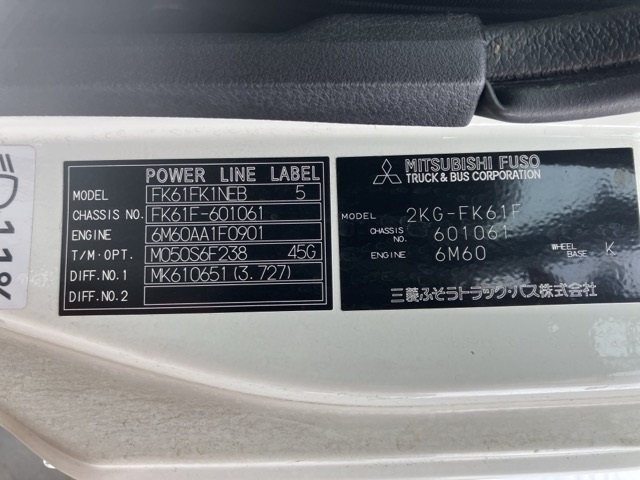 POWER LINE LABEL
MODEL FK61FK1NEB 5
CHASSIS NO. FK61F-601061
ENGINE 6M60AA1F0901
T/M·OPT. M050S6F238 45G
DIFF.NO.1 MK610651(3.727)
DIFF.NO.2
MITSUBISHI FUSO
TRUCK & BUS CORPORATION
MODEL 2KG-FK61F
CHASSIS 601061
ENGINE 6M60 WHEEL BASE K
三菱ふそうトラック・バス株式会社
11%